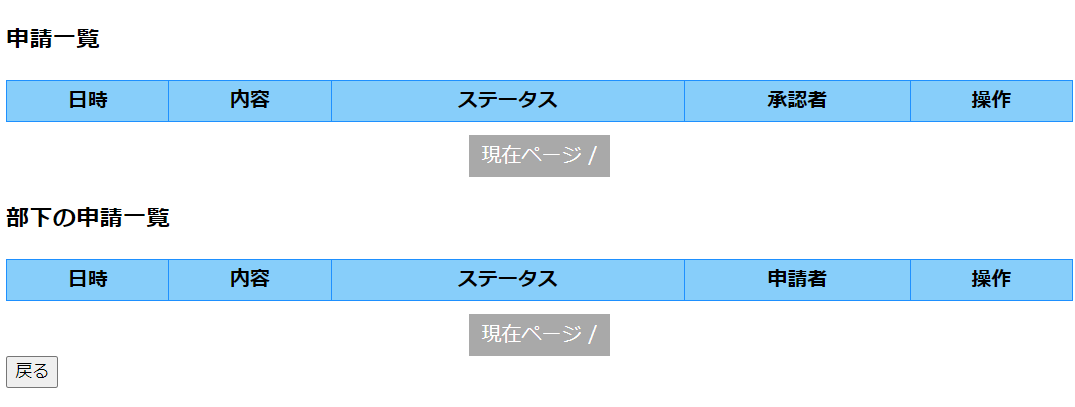 申請一覧
日時 内容 ステータス 承認者 操作
現在ページ /
部下の申請一覧
日時 内容 ステータス 申請者 操作
現在ページ /
戻る